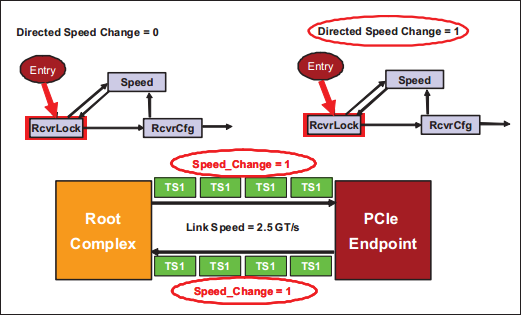 Directed Speed Change = 0
Directed Speed Change = 1
Entry
Speed
RcvrLock
RcvrCfg
Entry
Speed
RcvrLock
RcvrCfg
Speed_Change = 1
TS1 TS1 TS1 TS1
Root
Complex
Link Speed = 2.5 GT/s
PCIe
Endpoint
TS1 TS1 TS1 TS1
Speed_Change = 1